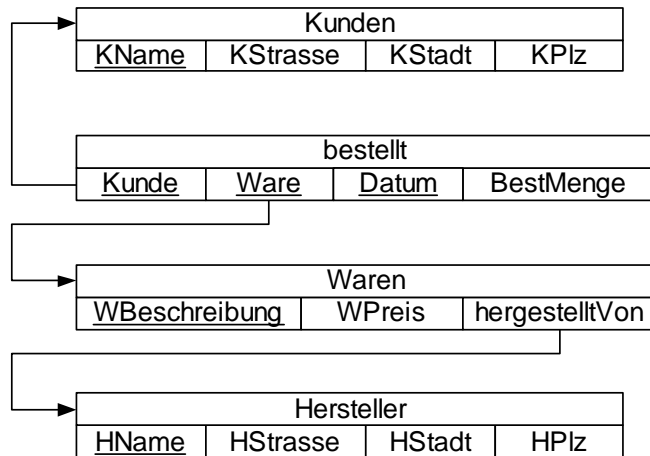 Kunden
KName KStrasse KStadt KPlz
bestellt
Kunde Ware Datum BestMenge
Waren
WBeschreibung WPreis hergestelltVon
Hersteller
HName HStrasse HStadt HPlz